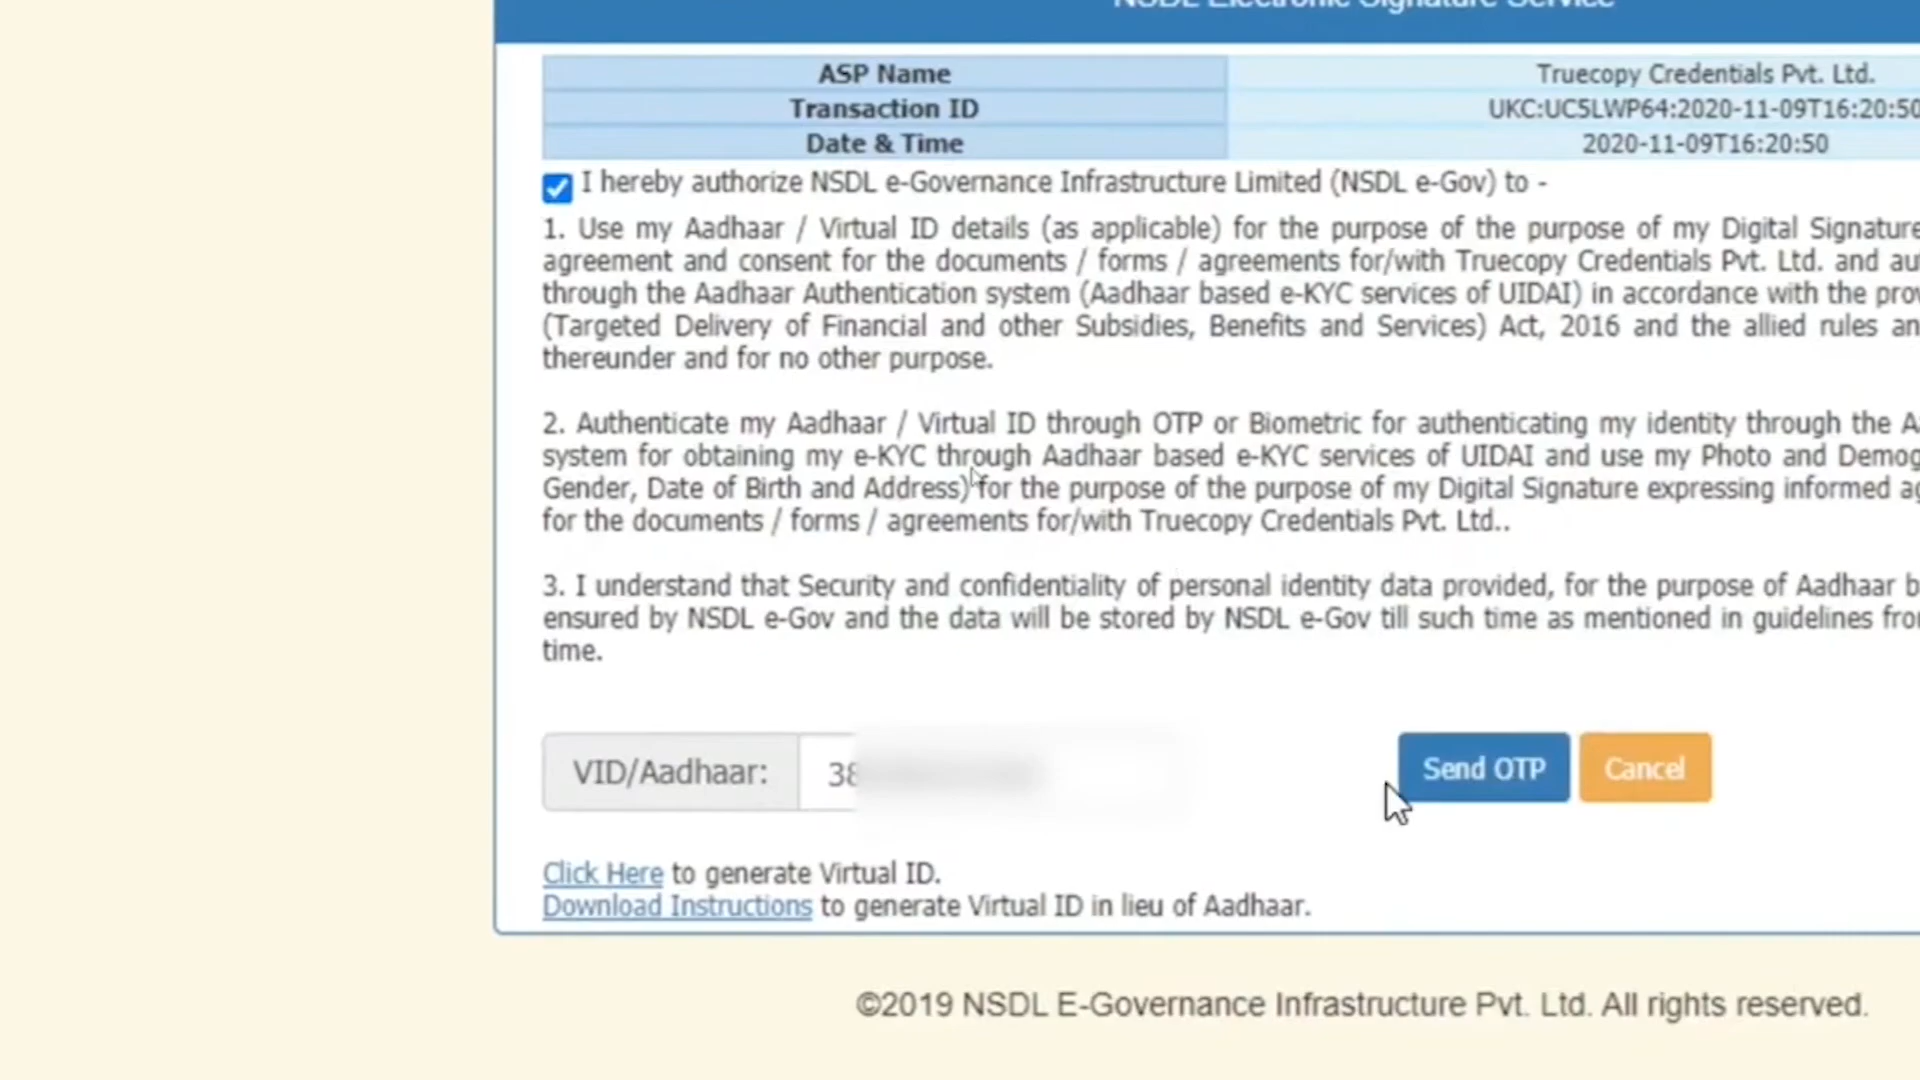 NSDL Electronic Signature Service
ASP Name Truecopy Credentials Pvt. Ltd.
Transaction ID UKC:UC5LWP64:2020-11-09T16:20:50
Date & Time 2020-11-09T16:20:50
I hereby authorize NSDL e-Governance Infrastructure Limited (NSDL e-Gov) to -
1. Use my Aadhaar / Virtual ID details (as applicable) for the purpose of the purpose of my Digital Signature
agreement and consent for the documents / forms / agreements for/with Truecopy Credentials Pvt. Ltd. and au
through the Aadhaar Authentication system (Aadhaar based e-KYC services of UIDAI) in accordance with the prov
(Targeted Delivery of Financial and other Subsidies, Benefits and Services) Act, 2016 and the allied rules an
thereunder and for no other purpose.
2. Authenticate my Aadhaar / Virtual ID through OTP or Biometric for authenticating my identity through the A
system for obtaining my e-KYC through Aadhaar based e-KYC services of UIDAI and use my Photo and Demog
Gender, Date of Birth and Address) for the purpose of the purpose of my Digital Signature expressing informed ag
for the documents / forms / agreements for/with Truecopy Credentials Pvt. Ltd..
3. I understand that Security and confidentiality of personal identity data provided, for the purpose of Aadhaar b
ensured by NSDL e-Gov and the data will be stored by NSDL e-Gov till such time as mentioned in guidelines from
time.
VID/Aadhaar: 38 Send OTP Cancel
Click Here to generate Virtual ID.
Download Instructions to generate Virtual ID in lieu of Aadhaar.
©2019 NSDL E-Governance Infrastructure Pvt. Ltd. All rights reserved.